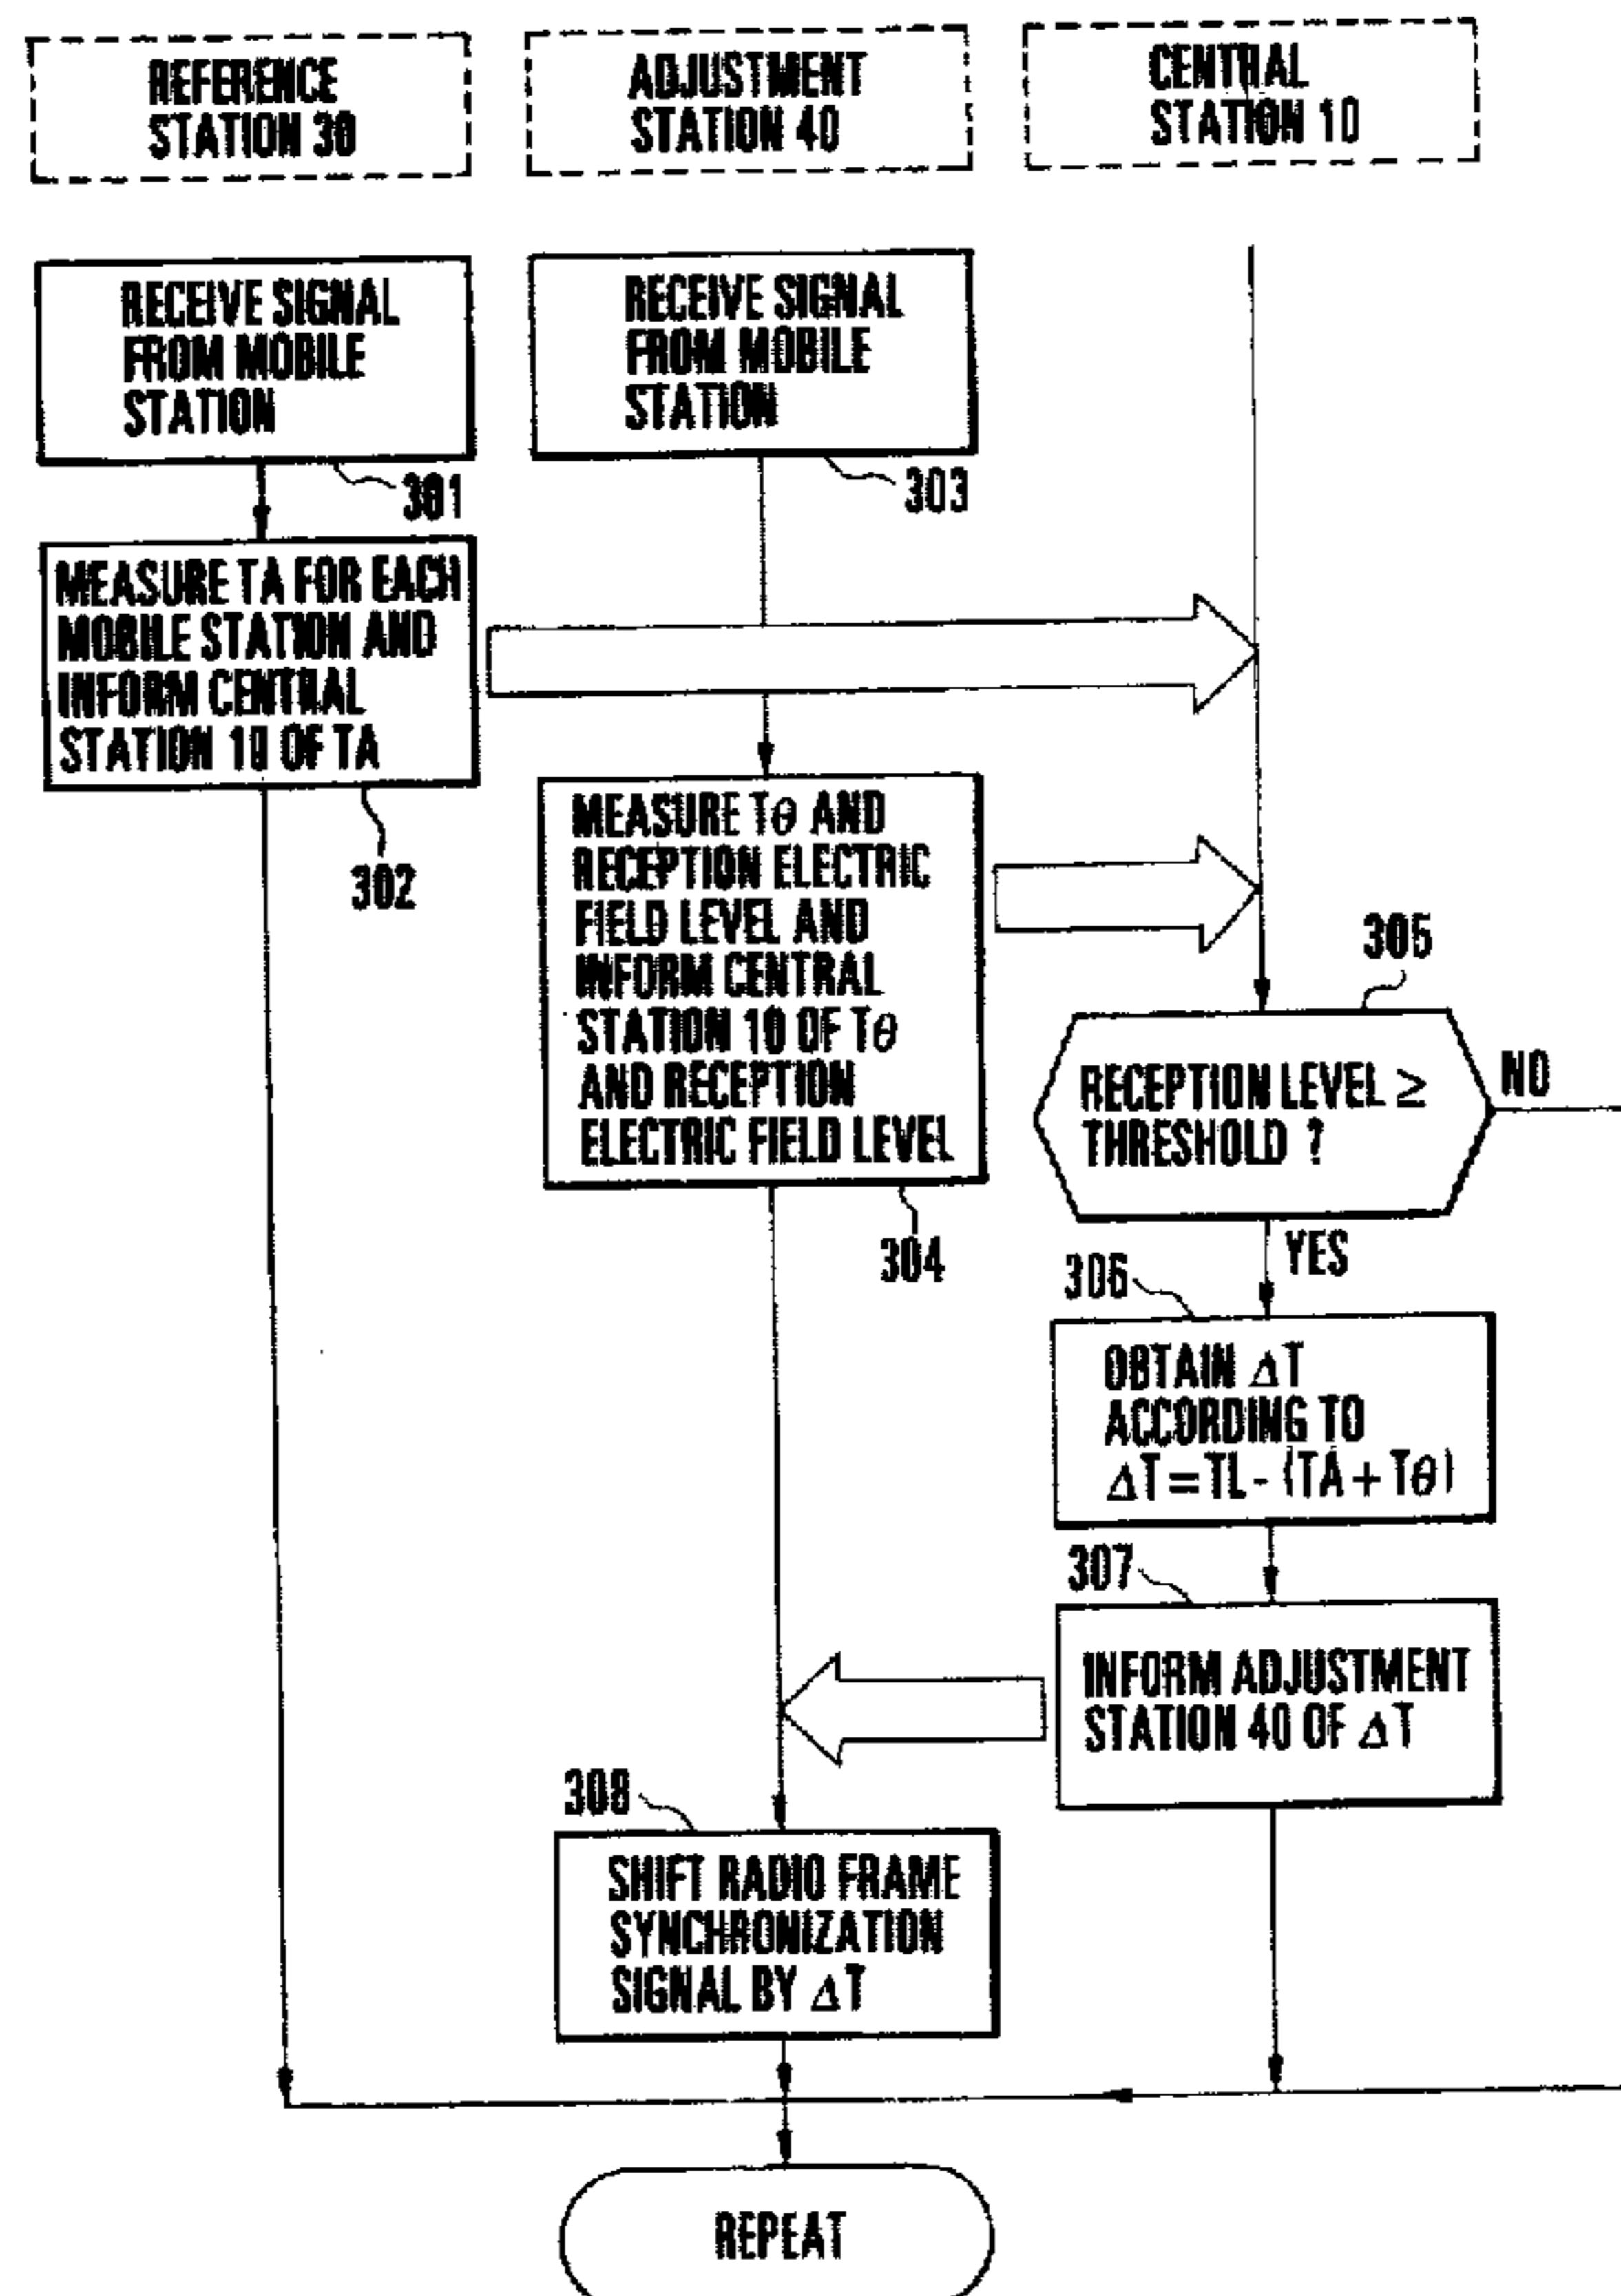 REFERENCE
STATION 30
ADJUSTMENT
STATION 40
CENTRAL
STATION 10
RECEIVE SIGNAL
FROM MOBILE
STATION
301
RECEIVE SIGNAL
FROM MOBILE
STATION
303
MEASURE TA FOR EACH
MOBILE STATION AND
INFORM CENTRAL
STATION 10 OF TA
302
MEASURE Tθ AND
RECEPTION ELECTRIC
FIELD LEVEL AND
INFORM CENTRAL
STATION 10 OF Tθ
AND RECEPTION
ELECTRIC FIELD LEVEL
304
305
RECEPTION LEVEL ≥
THRESHOLD ?
NO
YES
306
OBTAIN ΔT
ACCORDING TO
ΔT=TL-(TA+Tθ)
307
INFORM ADJUSTMENT
STATION 40 OF ΔT
308
SHIFT RADIO FRAME
SYNCHRONIZATION
SIGNAL BY ΔT
REPEAT